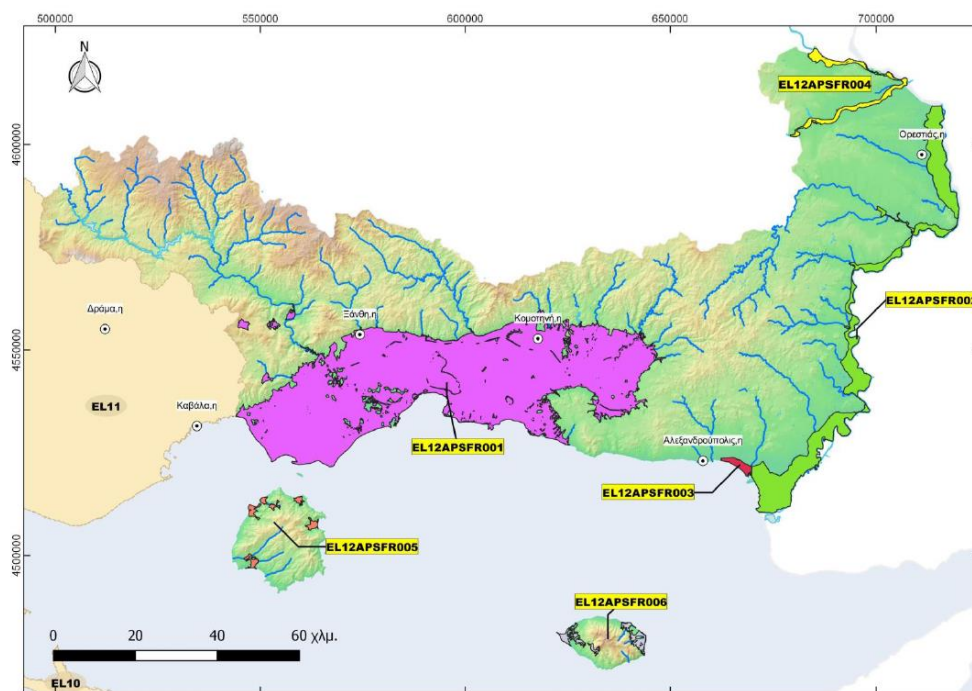 500000 550000 600000 650000 700000
N
EL12APSFR004
4600000
Ορεστιάς,η
EL12APSFR002
Δράμα,η
Ξάνθη,η
Κομοτηνή,η
4550000
EL11
Καβάλα,η
EL12APSFR001
Αλεξανδρούπολις,η
EL12APSFR003
EL12APSFR005
4500000
EL12APSFR006
0 20 40 60 χλμ.
EL10